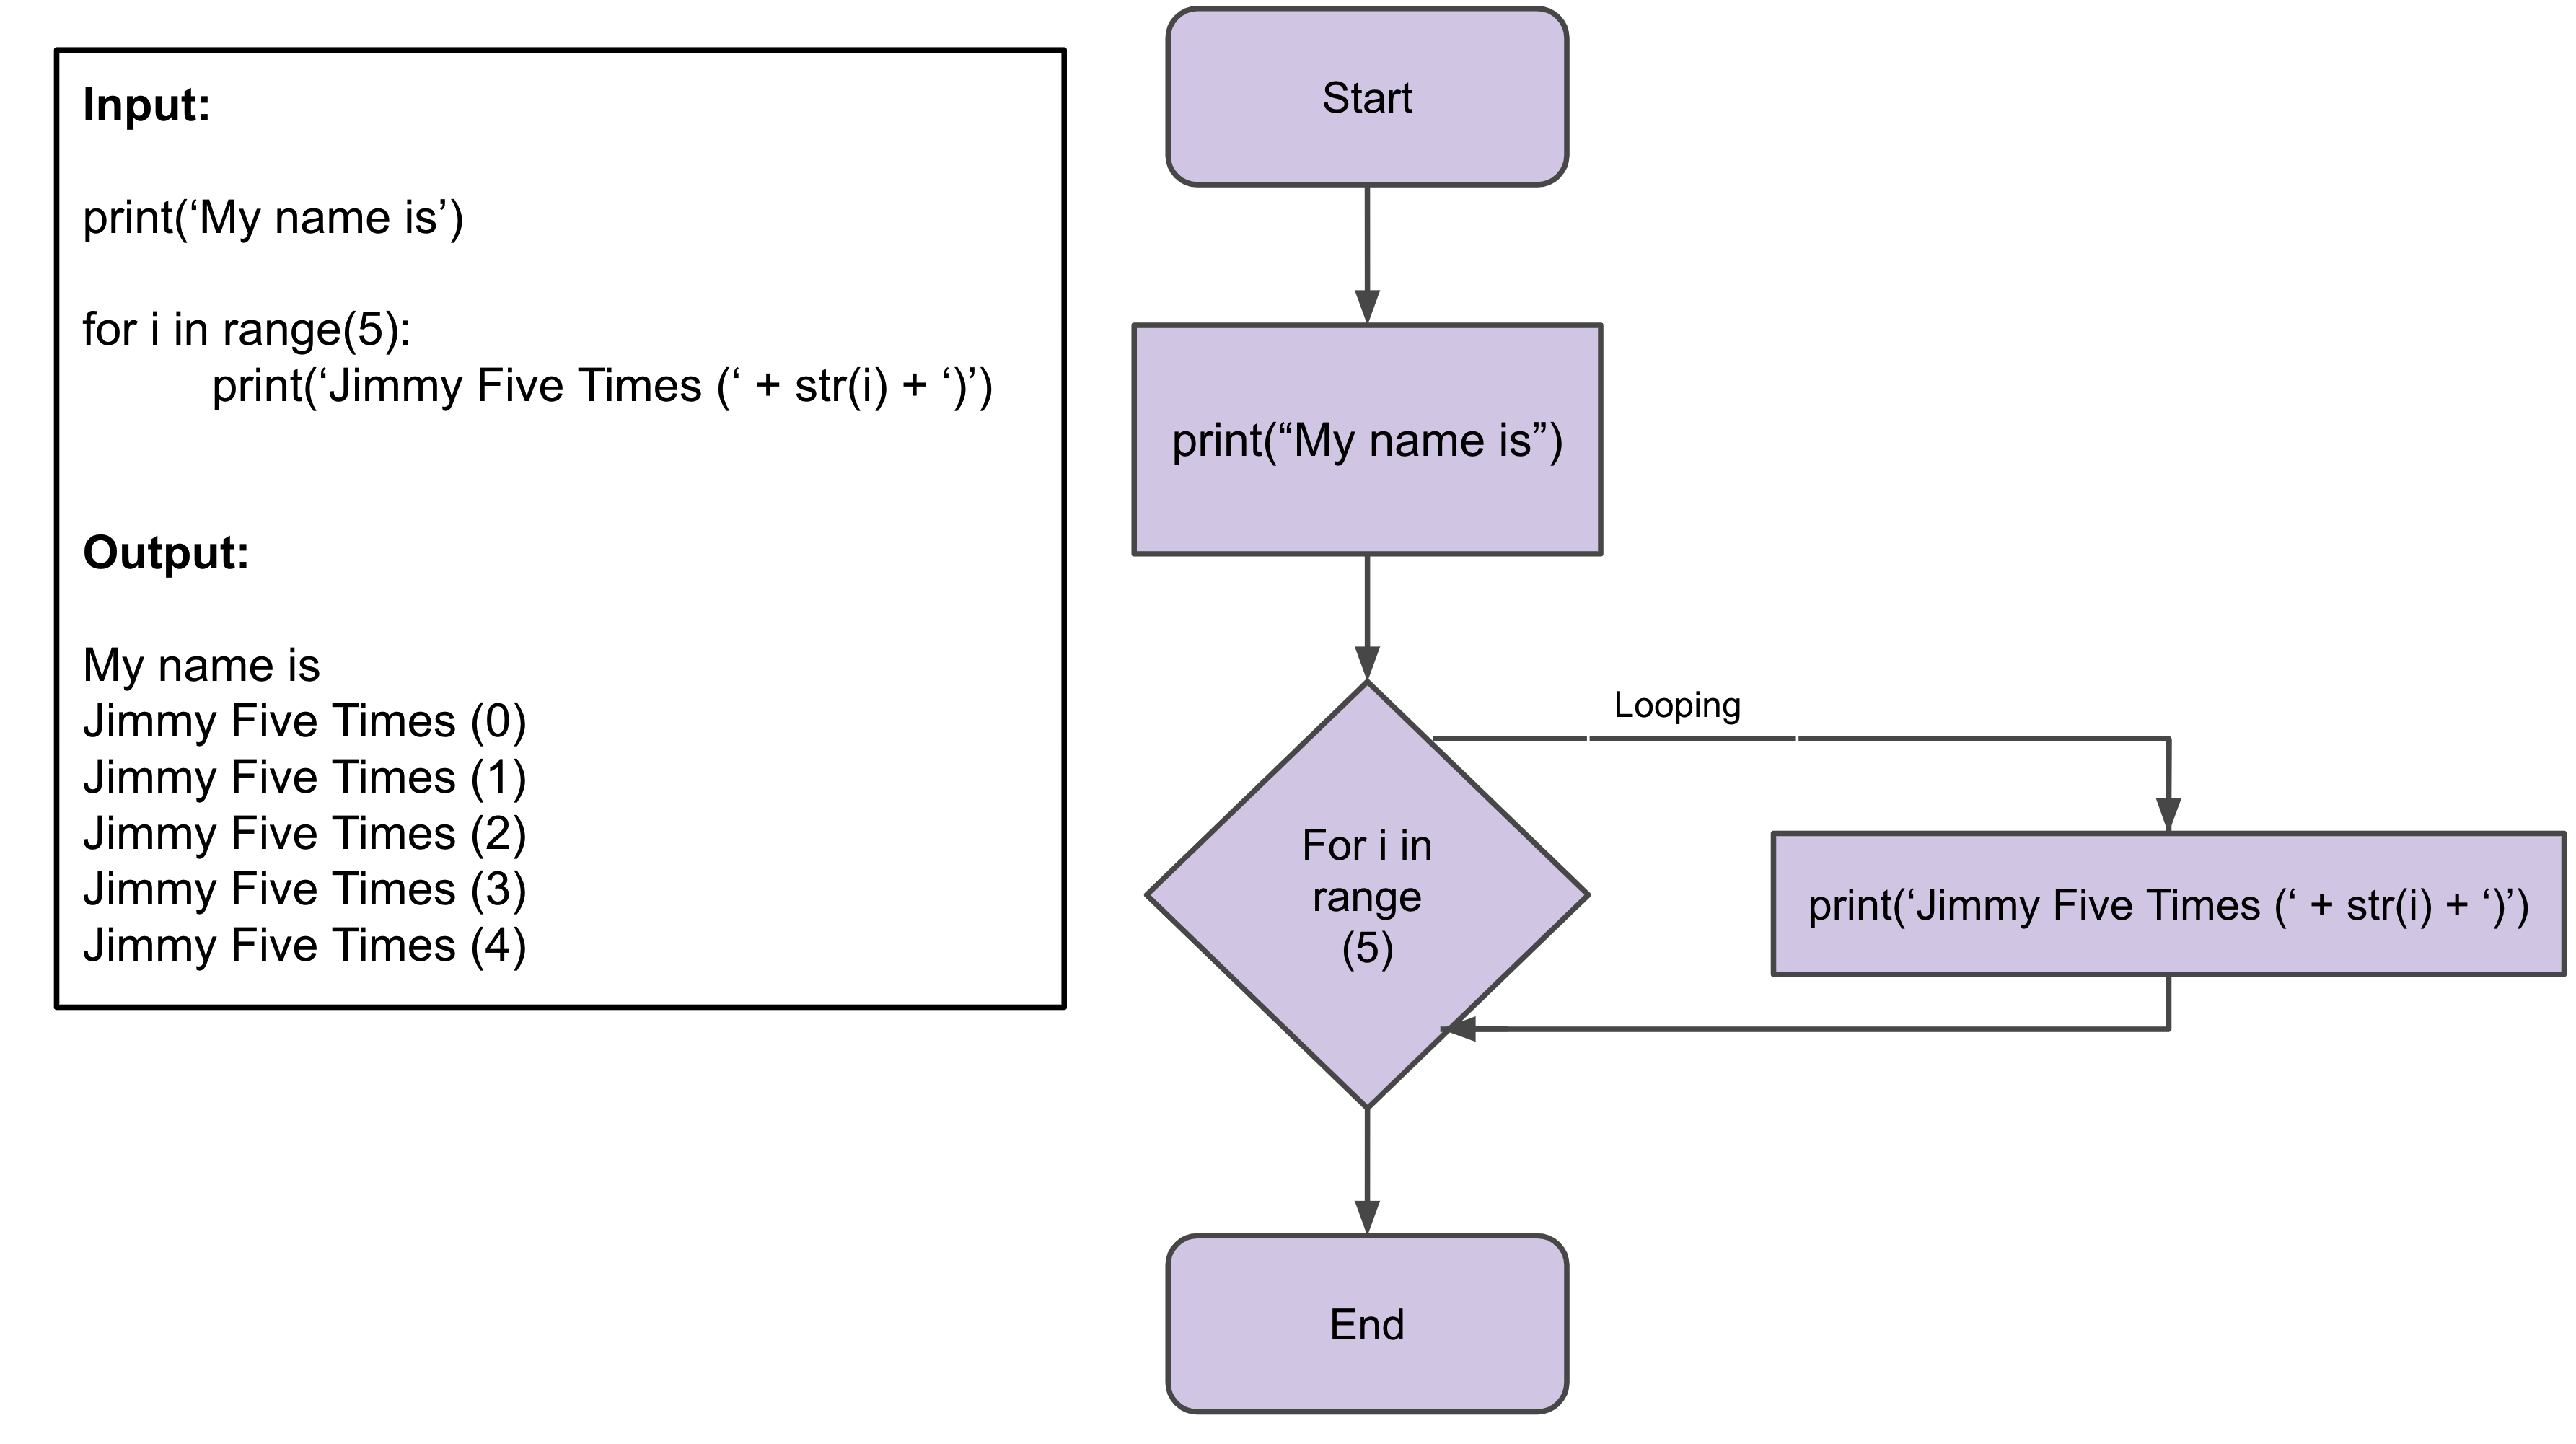 Input:
print(‘My name is’)
for i in range(5):
print(‘Jimmy Five Times (‘ + str(i) + ‘)’)
Output:
My name is
Jimmy Five Times (0)
Jimmy Five Times (1)
Jimmy Five Times (2)
Jimmy Five Times (3)
Jimmy Five Times (4)
Start
print(“My name is”)
Looping
For i in
range
(5)
print(‘Jimmy Five Times (‘ + str(i) + ‘)’)
End